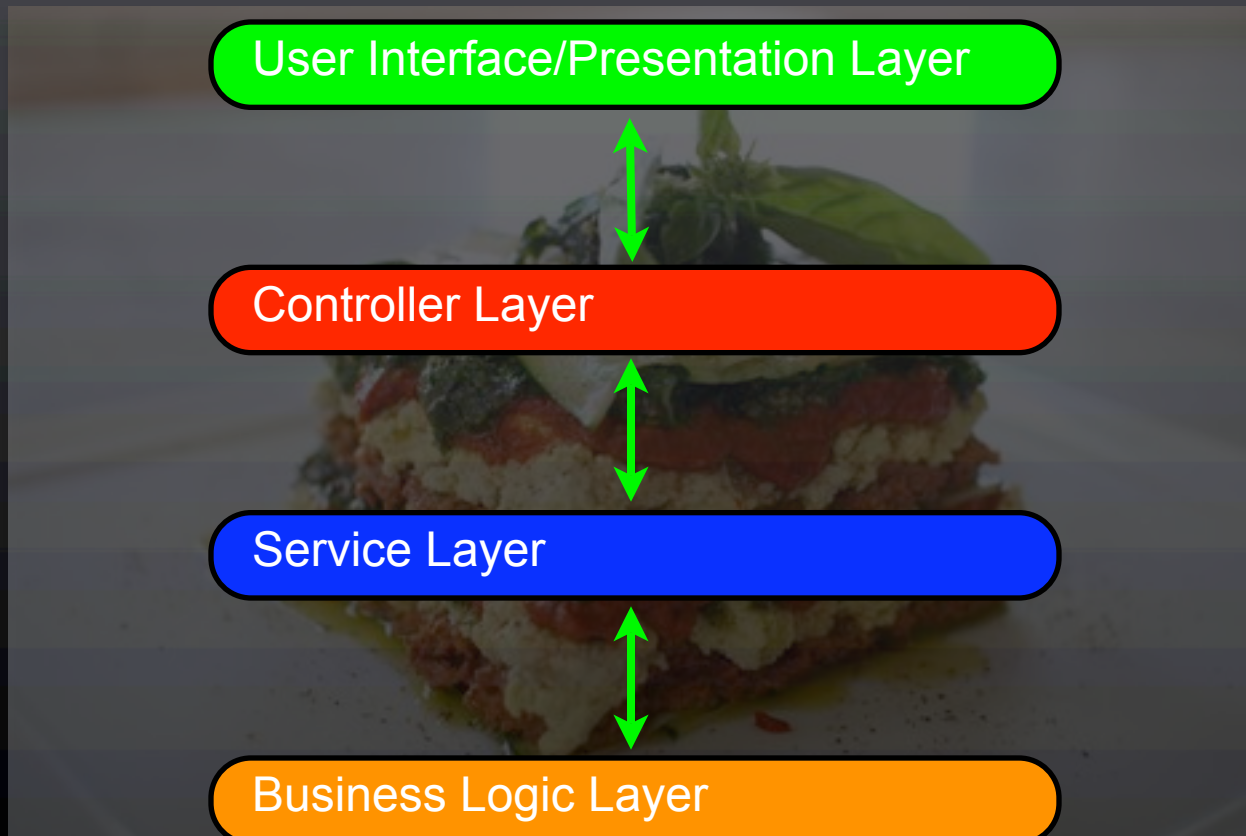 User Interface/Presentation Layer
Controller Layer
Service Layer
Business Logic Layer